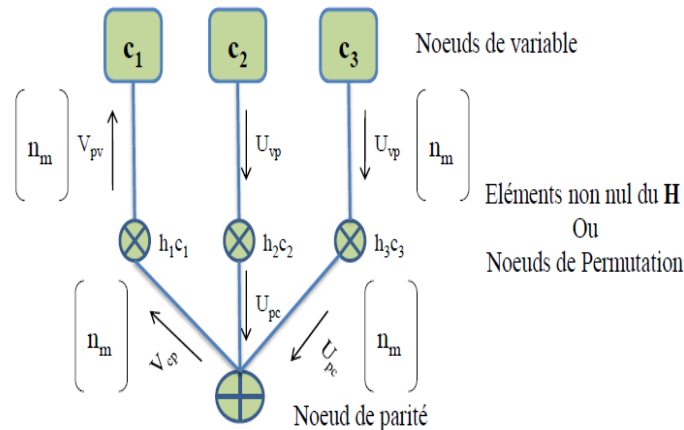 c1 c2 c3 Noeuds de variable
nm Vpv Uvp Uvp nm
Eléments non nul du H
Ou
Noeuds de Permutation
h1c1 h2c2 h3c3
nm Vcp Upc Upc nm
Noeud de parité